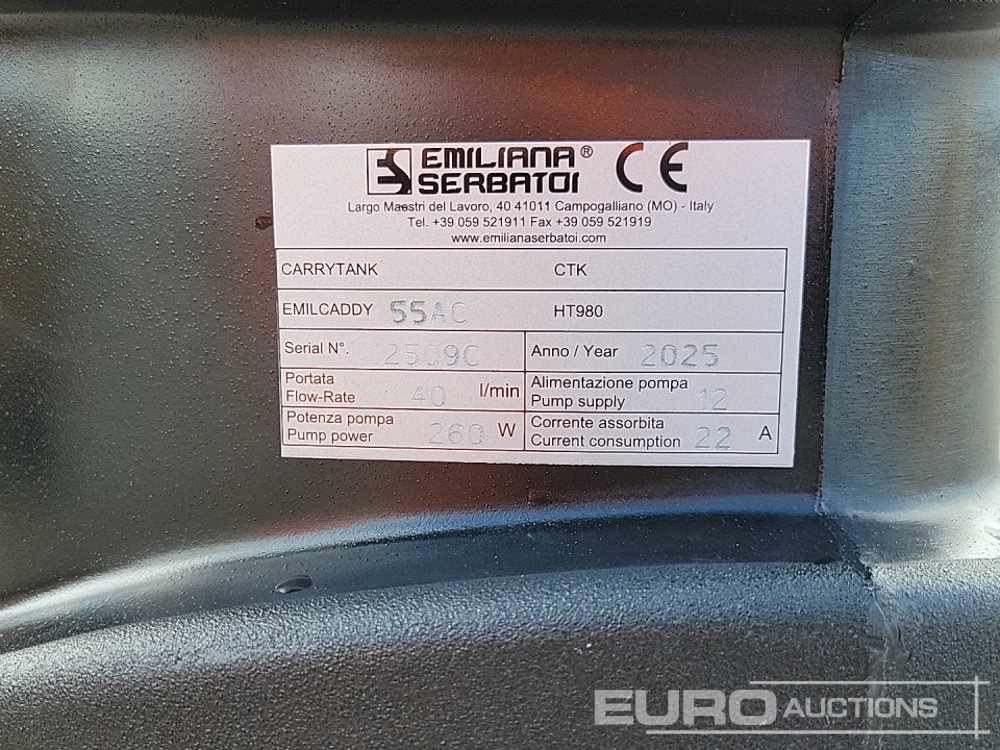 EMILIANA® CE
SERBATOI
Largo Maestri del Lavoro, 40 41011 Campogalliano (MO) - Italy
Tel. +39 059 521911 Fax +39 059 521919
www.emilianaserbatoi.com
CARRYTANK CTK
EMILCADDY 55AC HT980
Serial N°. Anno / Year 2025
Portata
Flow-Rate 40 l/min
Alimentazione pompa
Pump supply 12
Potenza pompa
Pump power 260 W
Corrente assorbita
Current consumption 22 A
EURO AUCTIONS